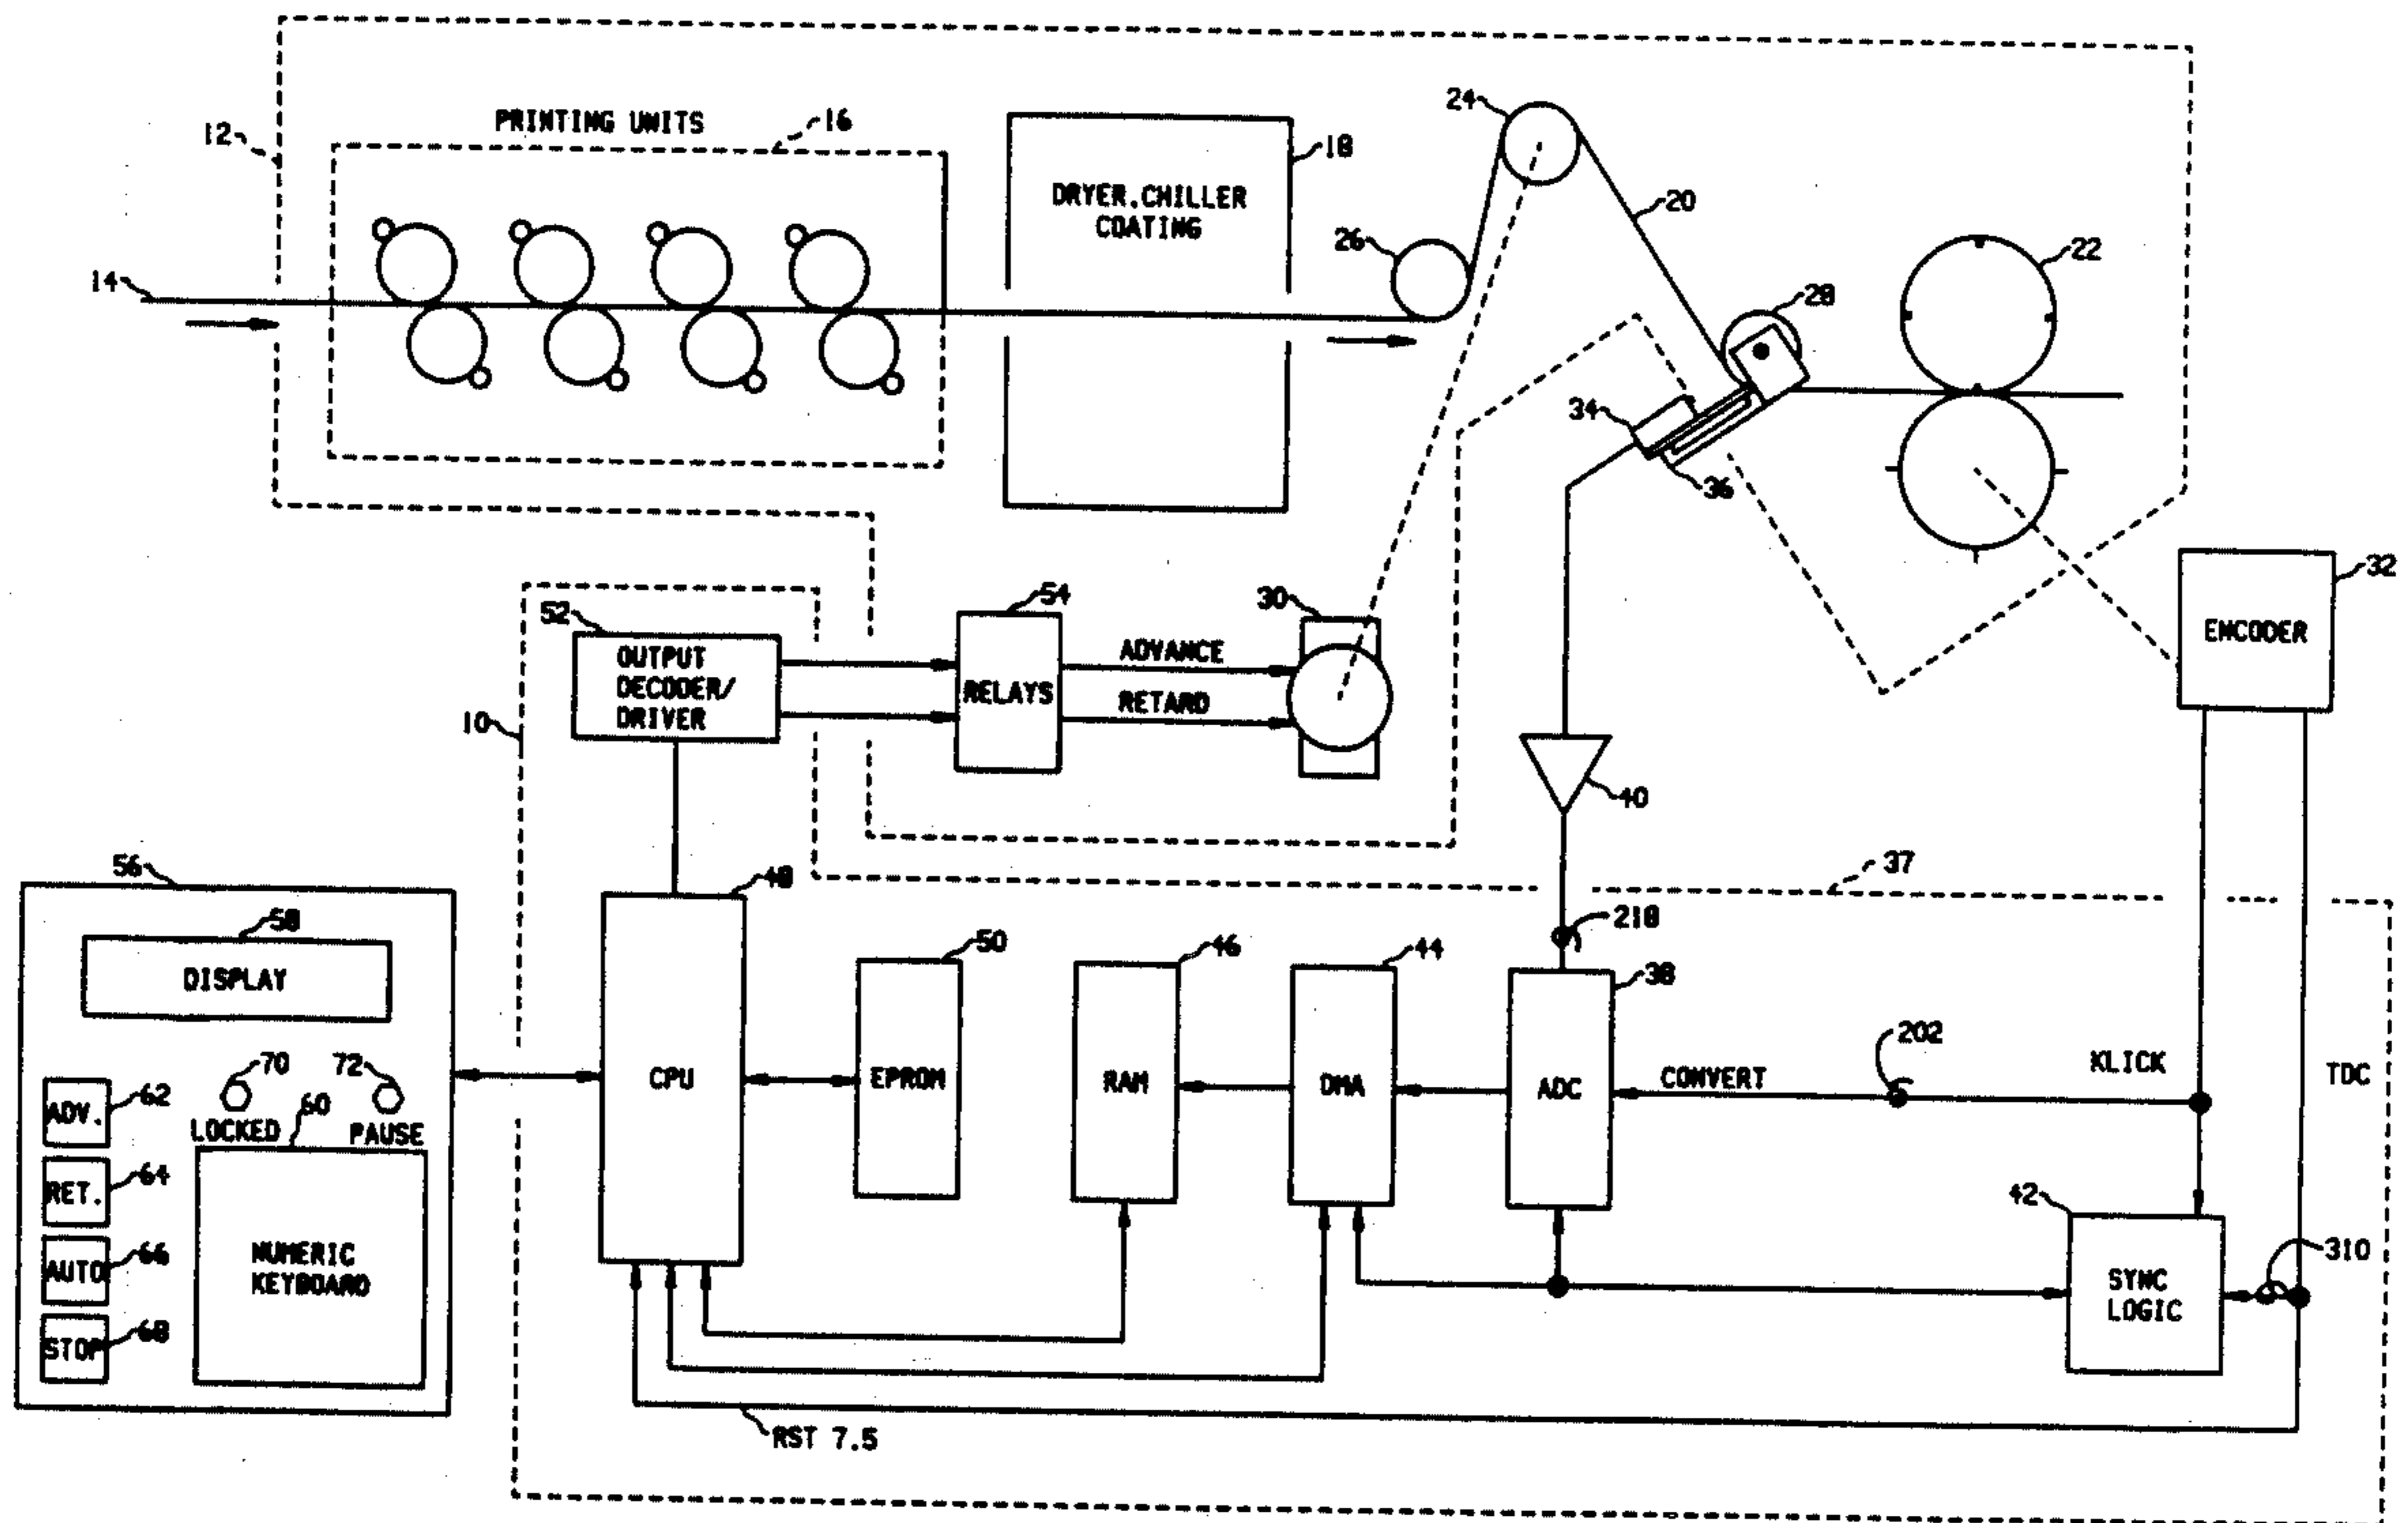 PRINTING UNITS
16
12
14
DRYER.CHILLER
COATING
18
24
26
20
28
22
34
36
32
ENCODER
52
OUTPUT
DECODER/
DRIVER
54
RELAYS
ADVANCE
RETARD
30
10
40
37
56
58
DISPLAY
70
LOCKED
60
72
PAUSE
ADV.
62
RET.
64
AUTO
66
STOP
68
NUMERIC
KEYBOARD
48
CPU
50
EPROM
46
RAM
44
DMA
218
38
ADC
CONVERT
202
KLICK
TDC
42
SYNC
LOGIC
310
RST 7.5